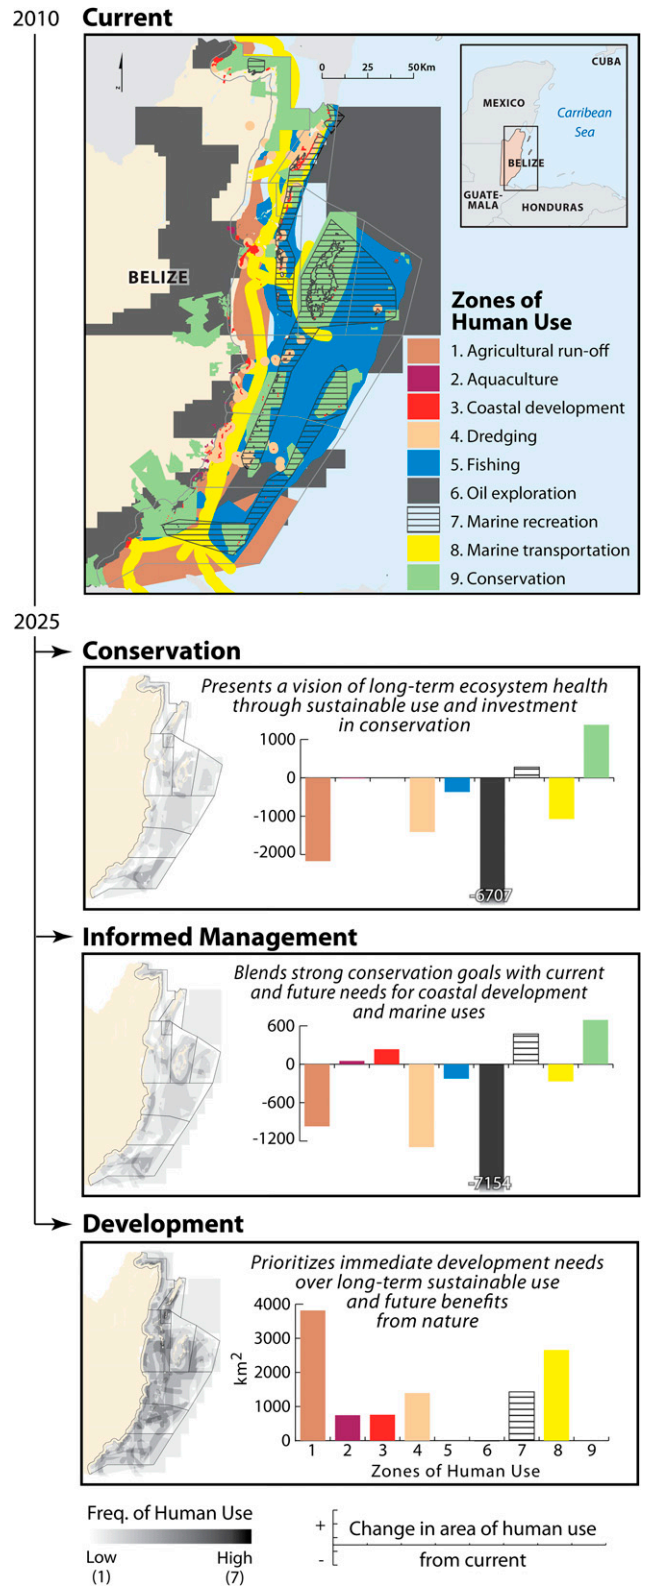 2010
Current
z
0 25 50Km
CUBA
MEXICO
Carribean
Sea
BELIZE
GUATE-
MALA
HONDURAS
BELIZE
Zones of
Human Use
1. Agricultural run-off
2. Aquaculture
3. Coastal development
4. Dredging
5. Fishing
6. Oil exploration
7. Marine recreation
8. Marine transportation
9. Conservation
2025
Conservation
Presents a vision of long-term ecosystem health
through sustainable use and investment
in conservation
1000
0
-1000
-2000
-6707
Informed Management
Blends strong conservation goals with current
and future needs for coastal development
and marine uses
600
0
-600
-1200
-7154
Development
Prioritizes immediate development needs
over long-term sustainable use
and future benefits
from nature
4000
3000
2000
1000
0
km2
1 2 3 4 5 6 7 8 9
Zones of Human Use
Freq. of Human Use
Low High
(1) (7)
+ Change in area of human use
- from current